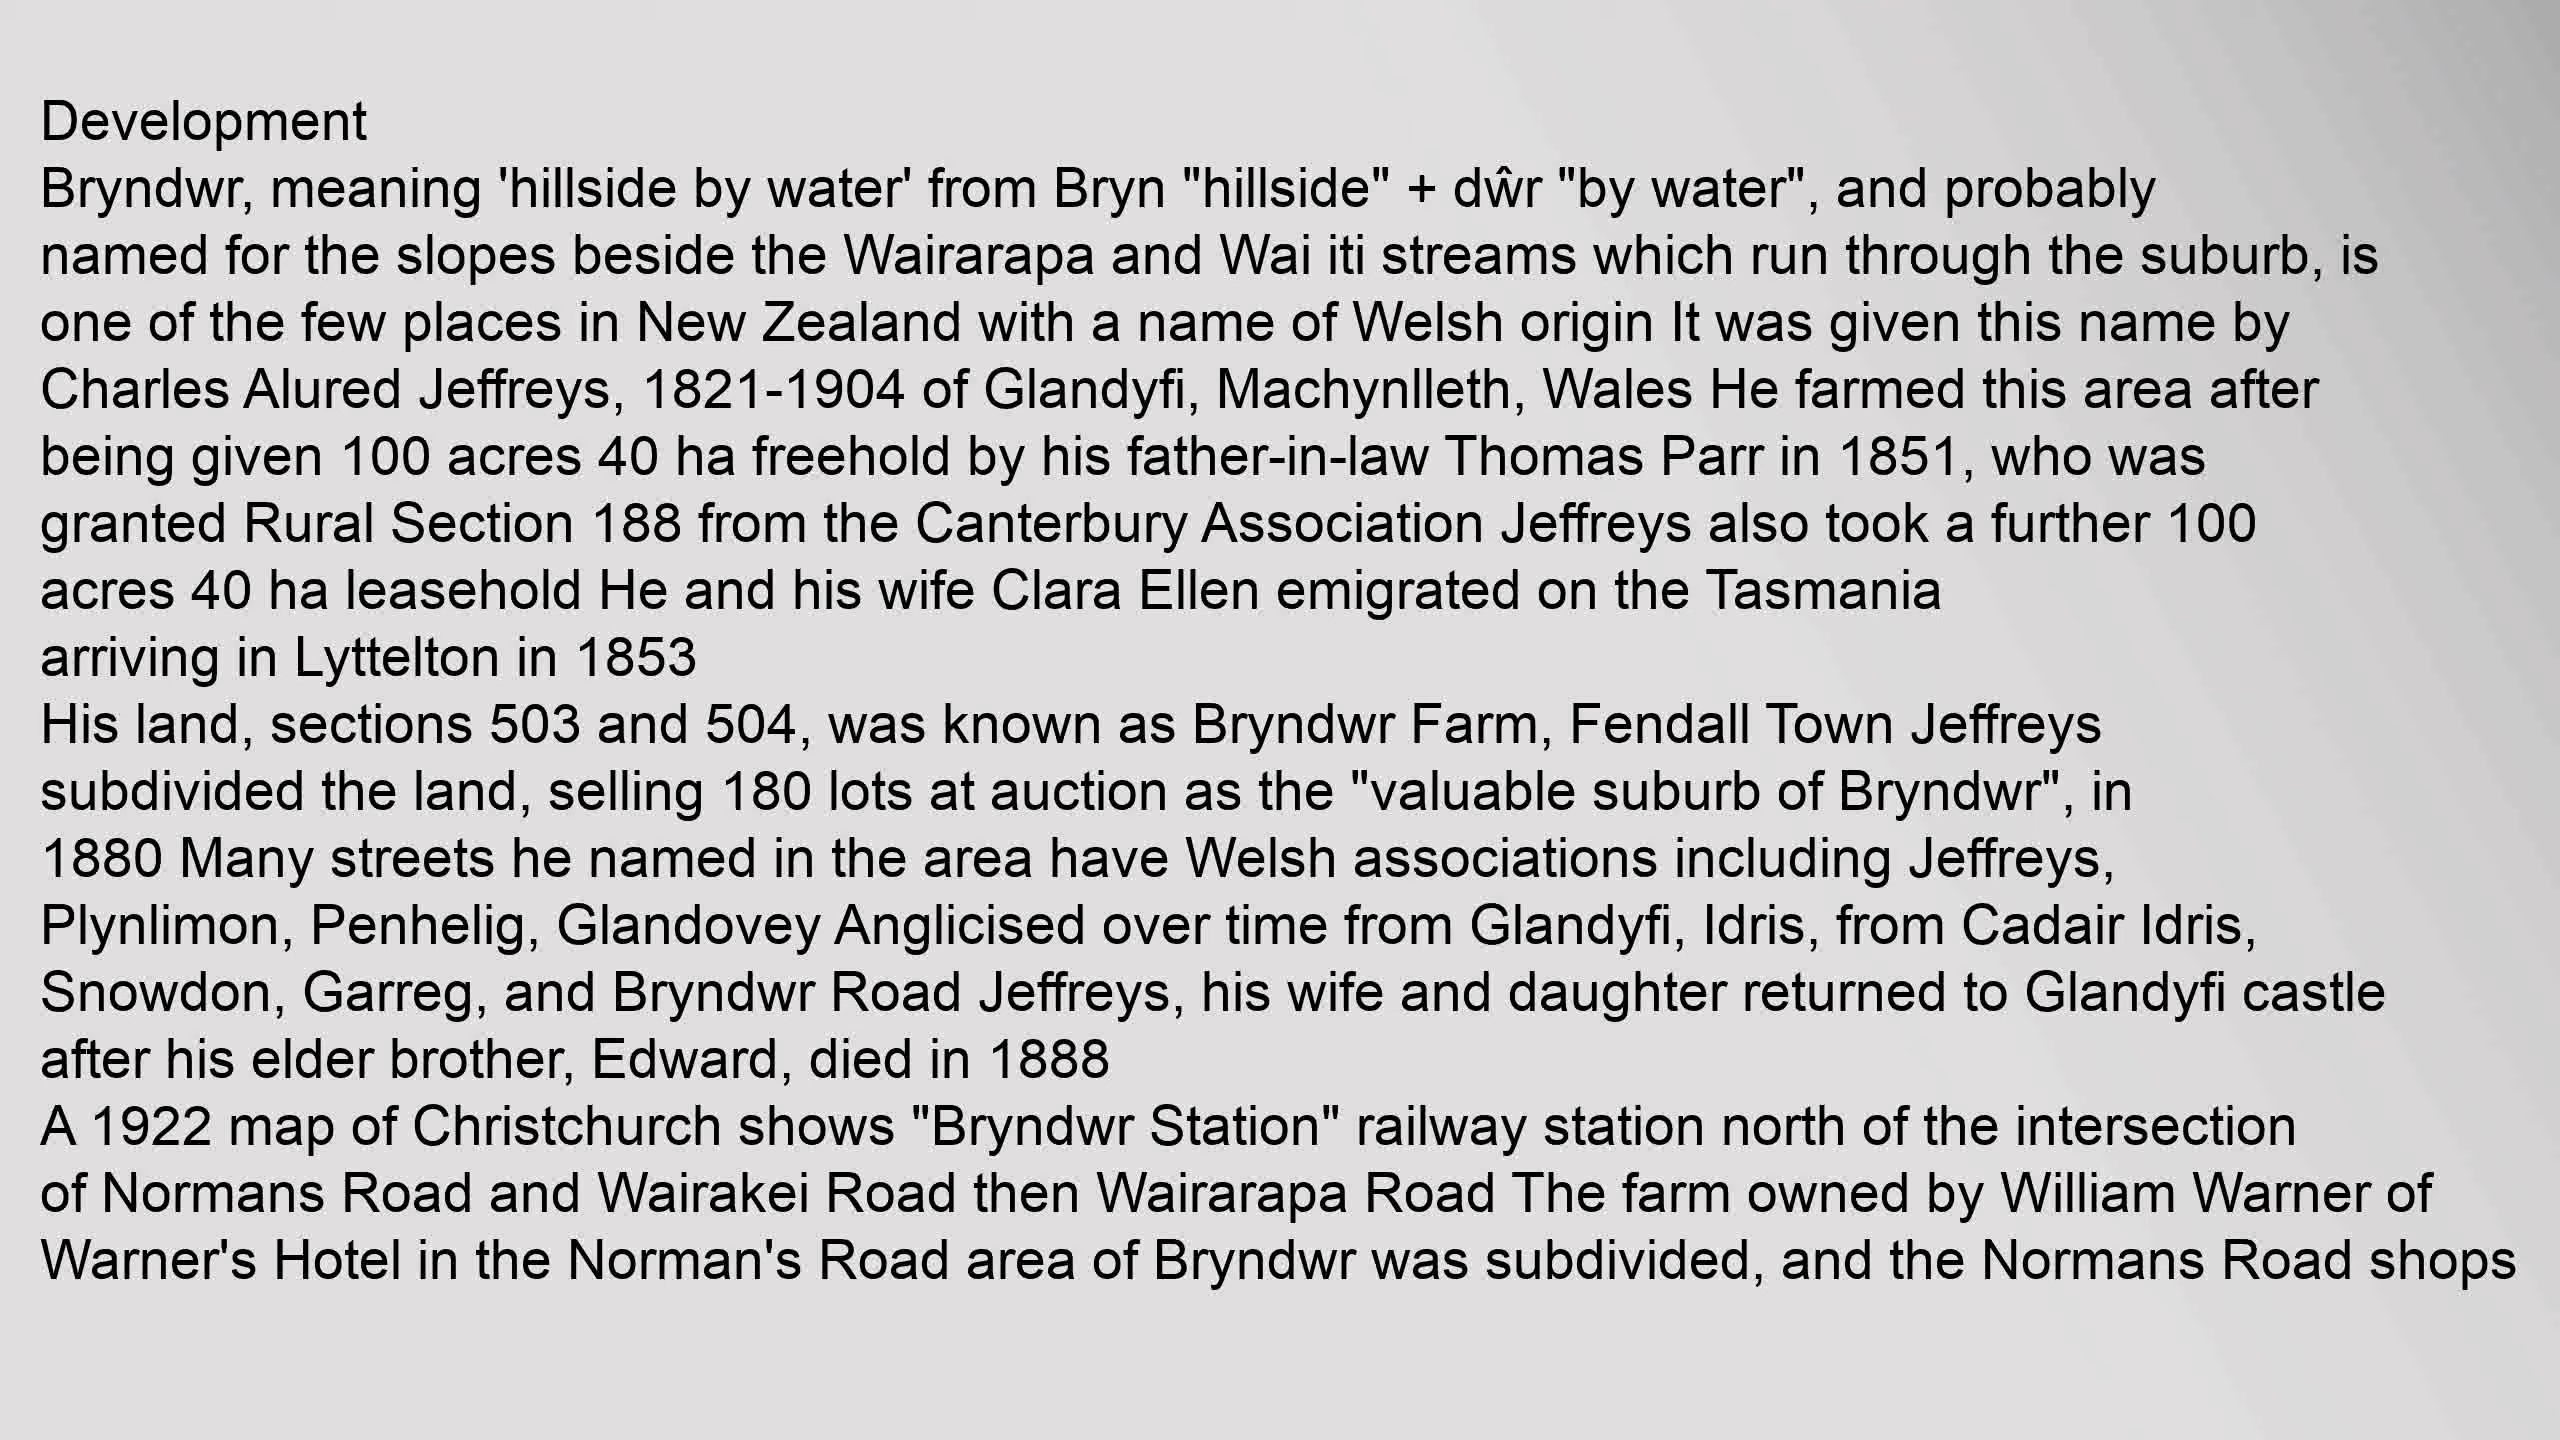 Development
Bryndwr, meaning 'hillside by water' from Bryn "hillside" + dŵr "by water", and probably
named for the slopes beside the Wairarapa and Wai iti streams which run through the suburb, is
one of the few places in New Zealand with a name of Welsh origin It was given this name by
Charles Alured Jeffreys, 1821-1904 of Glandyfi, Machynlleth, Wales He farmed this area after
being given 100 acres 40 ha freehold by his father-in-law Thomas Parr in 1851, who was
granted Rural Section 188 from the Canterbury Association Jeffreys also took a further 100
acres 40 ha leasehold He and his wife Clara Ellen emigrated on the Tasmania
arriving in Lyttelton in 1853
His land, sections 503 and 504, was known as Bryndwr Farm, Fendall Town Jeffreys
subdivided the land, selling 180 lots at auction as the "valuable suburb of Bryndwr", in
1880 Many streets he named in the area have Welsh associations including Jeffreys,
Plynlimon, Penhelig, Glandovey Anglicised over time from Glandyfi, Idris, from Cadair Idris,
Snowdon, Garreg, and Bryndwr Road Jeffreys, his wife and daughter returned to Glandyfi castle
after his elder brother, Edward, died in 1888
A 1922 map of Christchurch shows "Bryndwr Station" railway station north of the intersection
of Normans Road and Wairakei Road then Wairarapa Road The farm owned by William Warner of
Warner's Hotel in the Norman's Road area of Bryndwr was subdivided, and the Normans Road shops